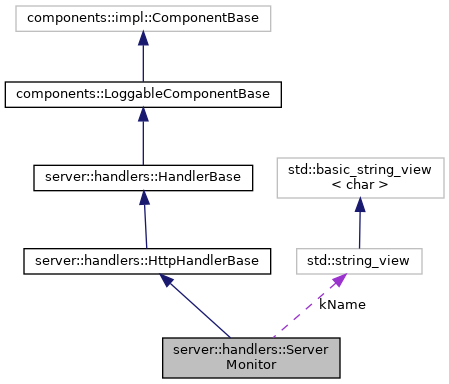 components::impl::ComponentBase
components::LoggableComponentBase
server::handlers::HandlerBase
std::basic_string_view
< char >
server::handlers::HttpHandlerBase
std::string_view
kName
server::handlers::Server
Monitor